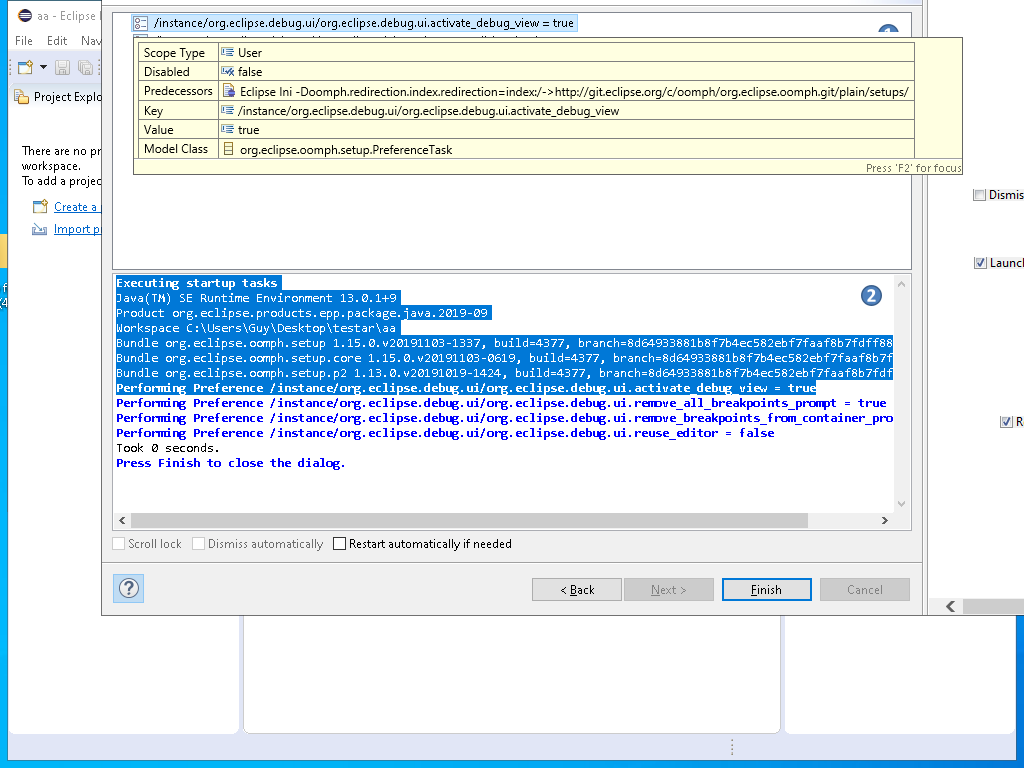 aa - Eclipse
File Edit Nav
Project Explo
There are no pr
workspace.
To add a projec
Create a
Import p
/instance/org.eclipse.debug.ui/org.eclipse.debug.ui.activate_debug_view = true
Scope Type User
Disabled false
Predecessors Eclipse Ini -Doomph.redirection.index.redirection=index:/->http://git.eclipse.org/c/oomph/org.eclipse.oomph.git/plain/setups/
Key /instance/org.eclipse.debug.ui/org.eclipse.debug.ui.activate_debug_view
Value true
Model Class org.eclipse.oomph.setup.PreferenceTask
Press 'F2' for focus
Executing startup tasks
Java(TM) SE Runtime Environment 13.0.1+9
Product org.eclipse.products.epp.package.java.2019-09
Workspace C:\Users\Guy\Desktop\testar\aa
Bundle org.eclipse.oomph.setup 1.15.0.v20191103-1337, build=4377, branch=8d64933881b8f7b4ec582ebf7faaf8b7fdff88
Bundle org.eclipse.oomph.setup.core 1.15.0.v20191103-0619, build=4377, branch=8d64933881b8f7b4ec582ebf7faaf8b7f
Bundle org.eclipse.oomph.setup.p2 1.13.0.v20191019-1424, build=4377, branch=8d64933881b8f7b4ec582ebf7faaf8b7fdf
Performing Preference /instance/org.eclipse.debug.ui/org.eclipse.debug.ui.activate_debug_view = true
Performing Preference /instance/org.eclipse.debug.ui/org.eclipse.debug.ui.remove_all_breakpoints_prompt = true
Performing Preference /instance/org.eclipse.debug.ui/org.eclipse.debug.ui.remove_breakpoints_from_container_pro
Performing Preference /instance/org.eclipse.debug.ui/org.eclipse.debug.ui.reuse_editor = false
Took 0 seconds.
Press Finish to close the dialog.
2
Scroll lock Dismiss automatically Restart automatically if needed
? < Back Next > Finish Cancel
Dismis
Launch
R